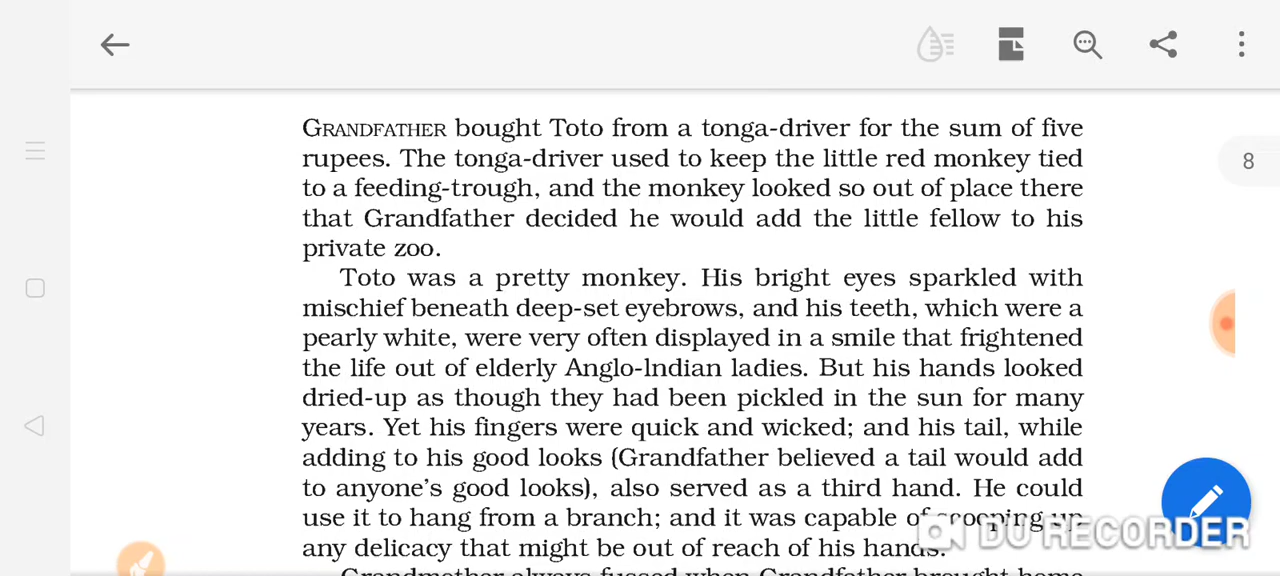 GRANDFATHER bought Toto from a tonga-driver for the sum of five
rupees. The tonga-driver used to keep the little red monkey tied
to a feeding-trough, and the monkey looked so out of place there
that Grandfather decided he would add the little fellow to his
private zoo.
8
Toto was a pretty monkey. His bright eyes sparkled with
mischief beneath deep-set eyebrows, and his teeth, which were a
pearly white, were very often displayed in a smile that frightened
the life out of elderly Anglo-lndian ladies. But his hands looked
dried-up as though they had been pickled in the sun for many
years. Yet his fingers were quick and wicked; and his tail, while
adding to his good looks (Grandfather believed a tail would add
to anyone's good looks), also served as a third hand. He could
use it to hang from a branch; and it was capable of scooping up
any delicacy that might be out of reach of his hands.
DU RECORDER
Grandmother always fussed when Grandfather brought home